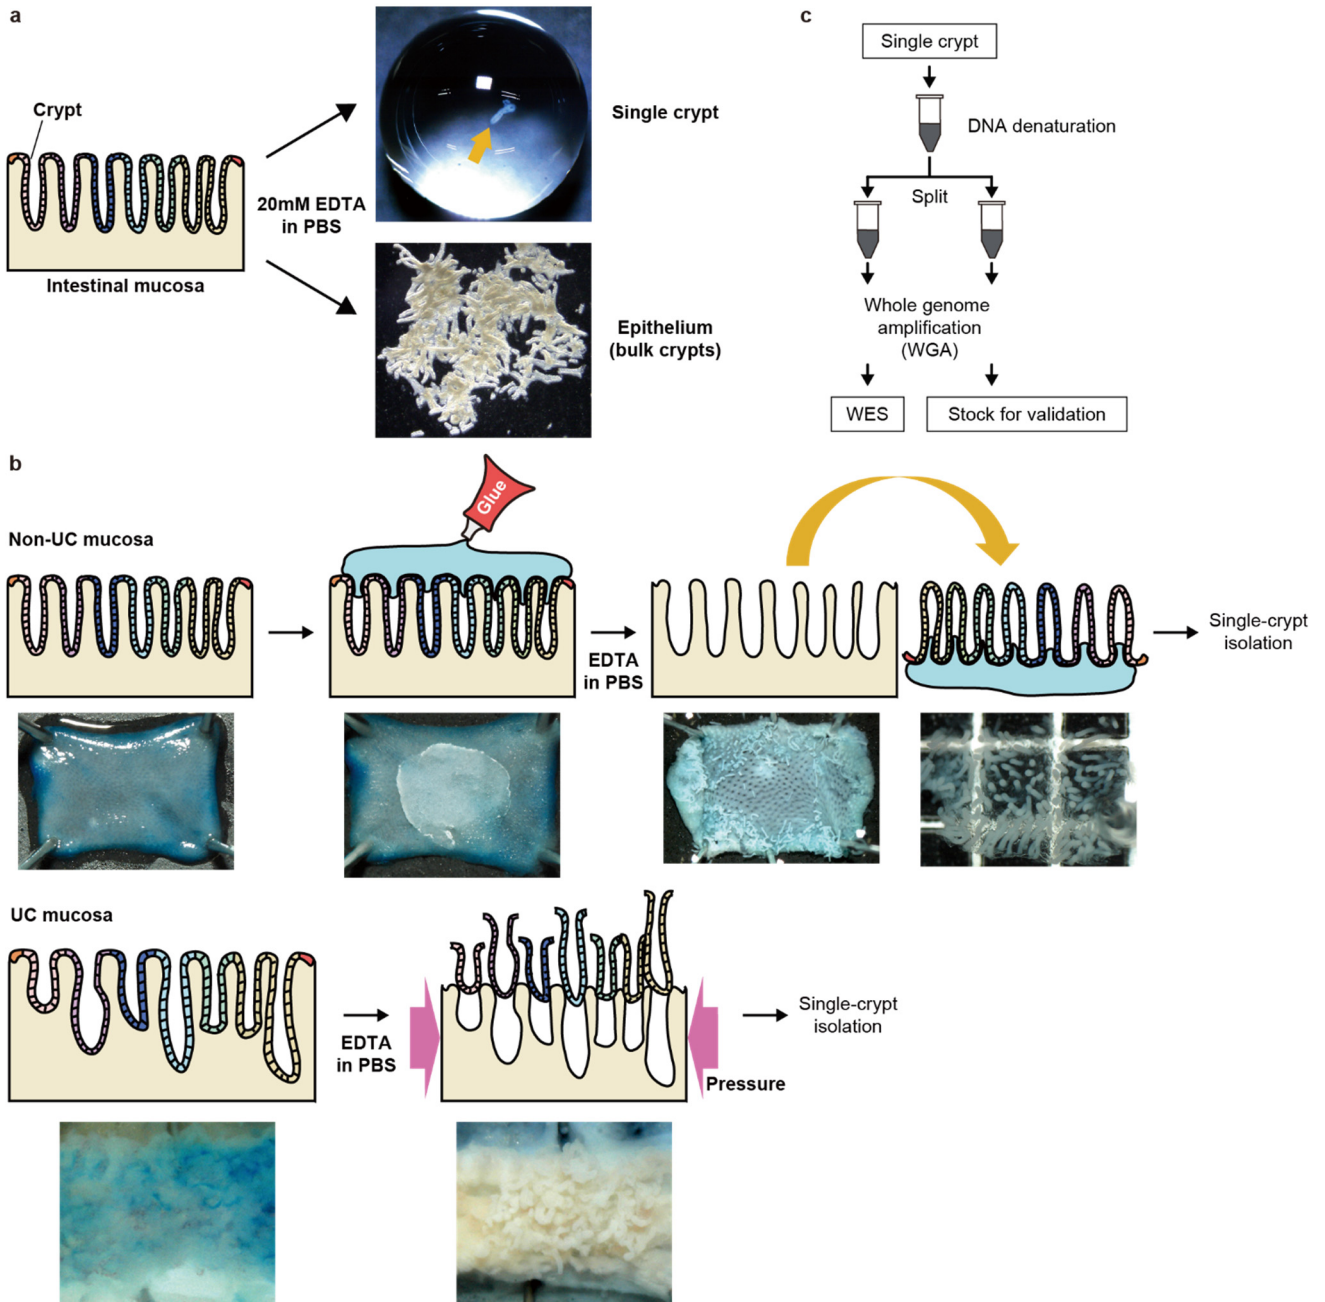 a
Crypt
20mM EDTA
in PBS
Intestinal mucosa
Single crypt
Epithelium
(bulk crypts)
c
Single crypt
DNA denaturation
Split
Whole genome
amplification
(WGA)
WES
Stock for validation
b
Non-UC mucosa
Glue
EDTA
in PBS
Single-crypt
isolation
UC mucosa
EDTA
in PBS
Pressure
Single-crypt
isolation